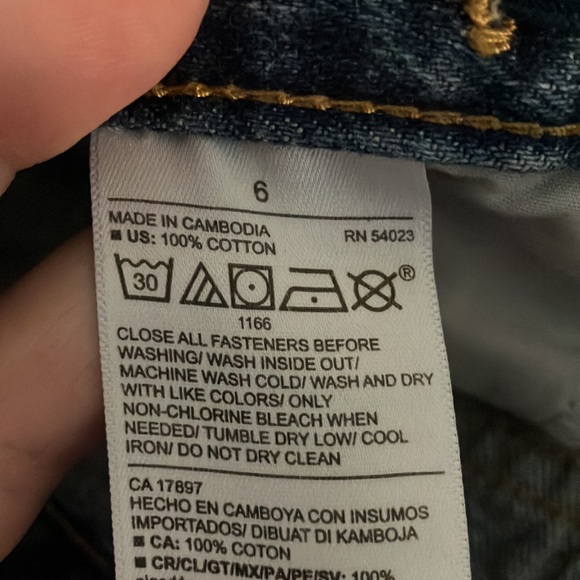 6
MADE IN CAMBODIA
RN 54023
■ US: 100% COTTON
30
®
1166
CLOSE ALL FASTENERS BEFORE
WASHING/ WASH INSIDE OUT/
MACHINE WASH COLD/ WASH AND DRY
WITH LIKE COLORS/ ONLY
NON-CHLORINE BLEACH WHEN
NEEDED/ TUMBLE DRY LOW/ COOL
IRON/ DO NOT DRY CLEAN
CA 17897
HECHO EN CAMBOYA CON INSUMOS
IMPORTADOS/ DIBUAT DI KAMBOJA
■ CA: 100% COTON
■ CR/CL/GT/MX/PA/PE/SV: 100%